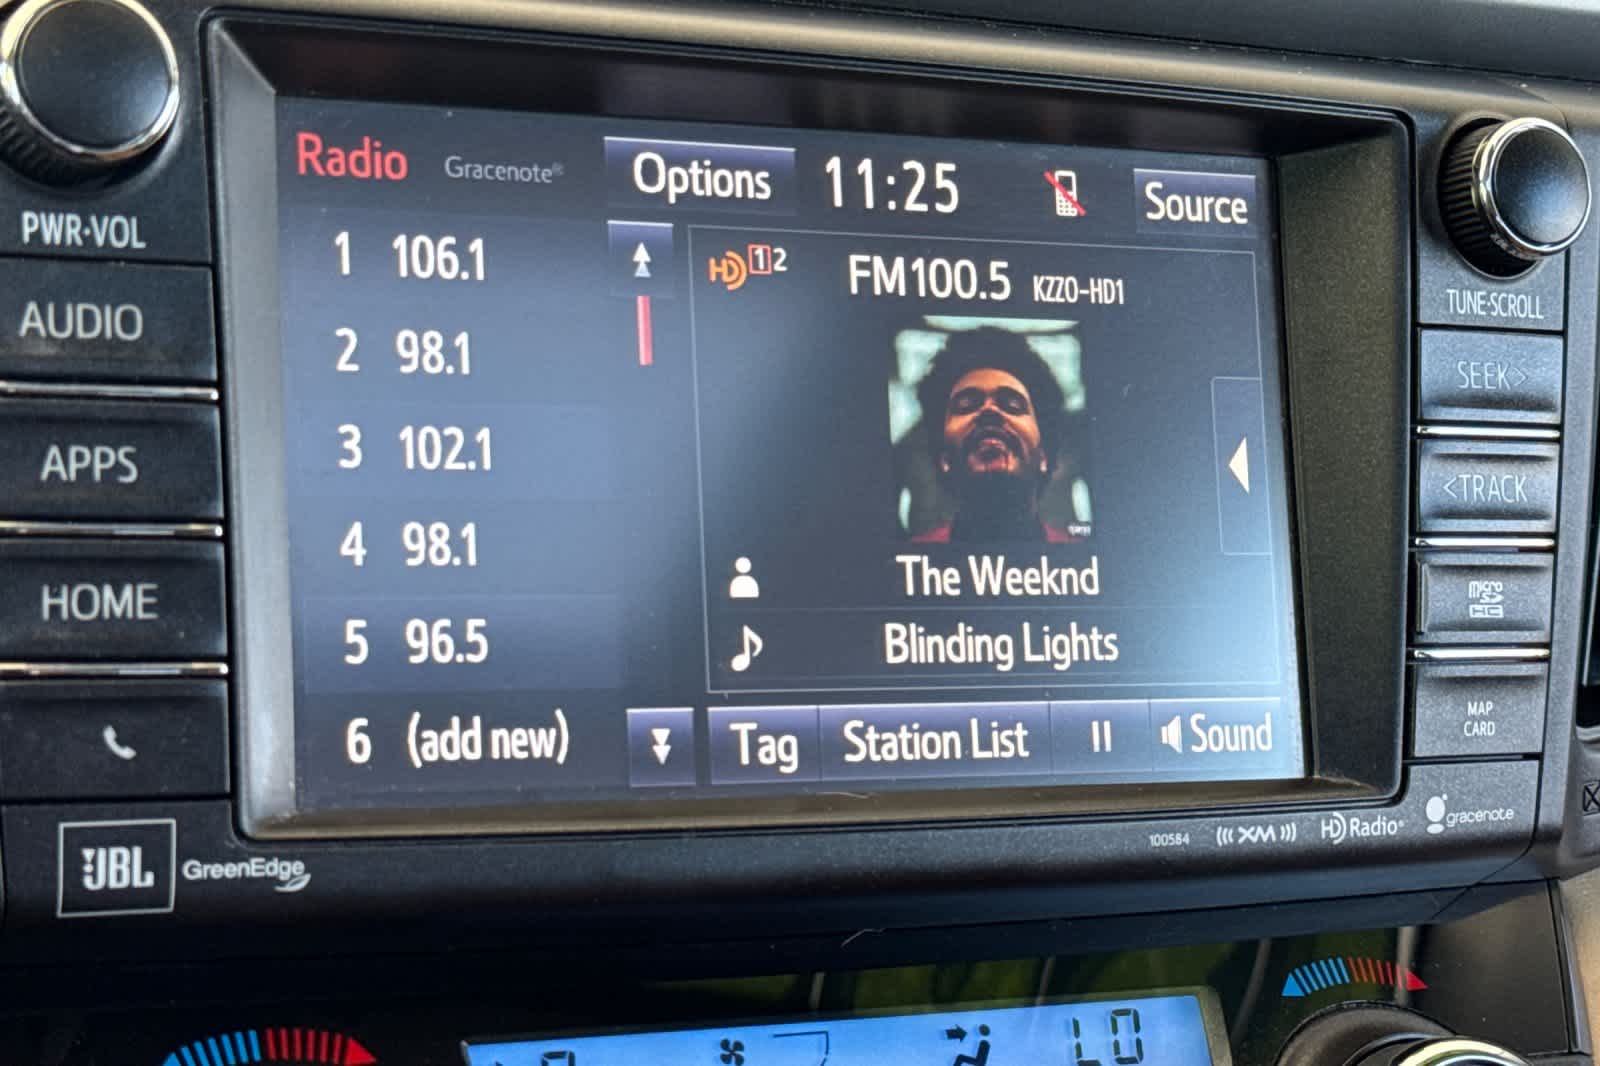 PWR·VOL
AUDIO
APPS
HOME
Radio Gracenote® Options 11:25 Source
1 106.1
2 98.1
3 102.1
4 98.1
5 96.5
6 (add new)
HD 1 2 FM100.5 KZZO-HD1
The Weeknd
Blinding Lights
Tag Station List Sound
TUNE·SCROLL
SEEK>
<TRACK
micro SD HC
MAP
CARD
JBL GreenEdge
100584 ((( XM ))) HD Radio® gracenote
LO